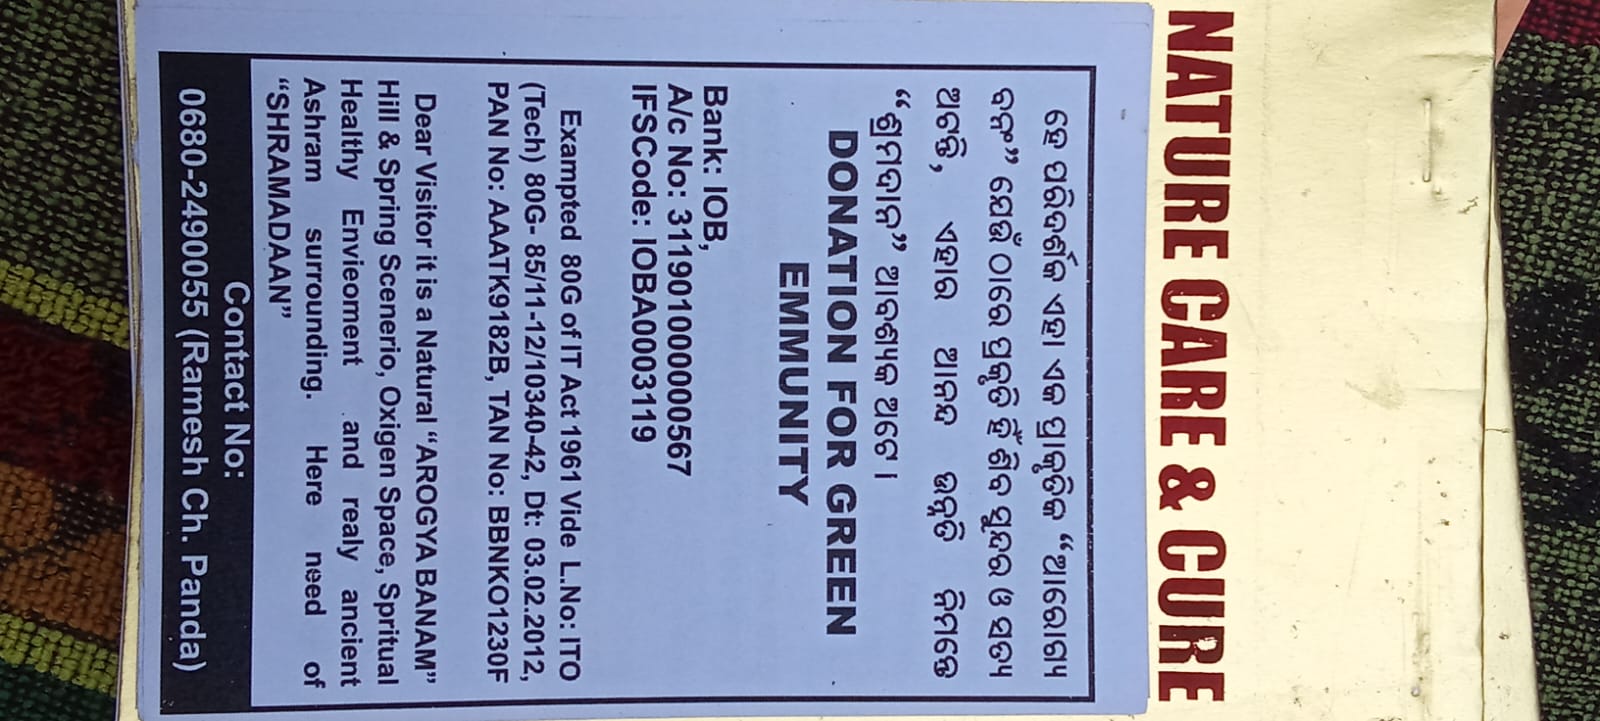 NATURE CARE & CURE
ହେ ପରିଦର୍ଶକ ଏହା ଏକ ପ୍ରାକୃତିକ “ଆରୋଗ୍ୟ
ବନଂ” ଯେଉଁ ଠାରେ ପ୍ରକୃତି ହିଁ ଶିବ ସୁନ୍ଦର ଓ ସତ୍ୟ
ଅଟନ୍ତି, ଏହାର ଆନନ୍ଦ ଉନ୍ନତି ନିମନ୍ତେ
“ଶ୍ରମଦାନ” ଆବଶ୍ୟକ ଅଟେ ।
DONATION FOR GREEN
EMMUNITY
Bank: IOB,
A/c No: 311901000000567
IFSCode: IOBA0003119
Exampted 80G of IT Act 1961 Vide L.No: ITO
(Tech) 80G- 85/11-12/10340-42, Dt: 03.02.2012,
PAN No: AAATK9182B, TAN No: BBNKO1230F
Dear Visitor it is a Natural “AROGYA BANAM”
Hill & Spring Scenerio, Oxigen Space, Spritual
Healthy Envieoment and realy ancient
Ashram surrounding. Here need of
“SHRAMADAAN”
Contact No:
0680-2490055 (Ramesh Ch. Panda)